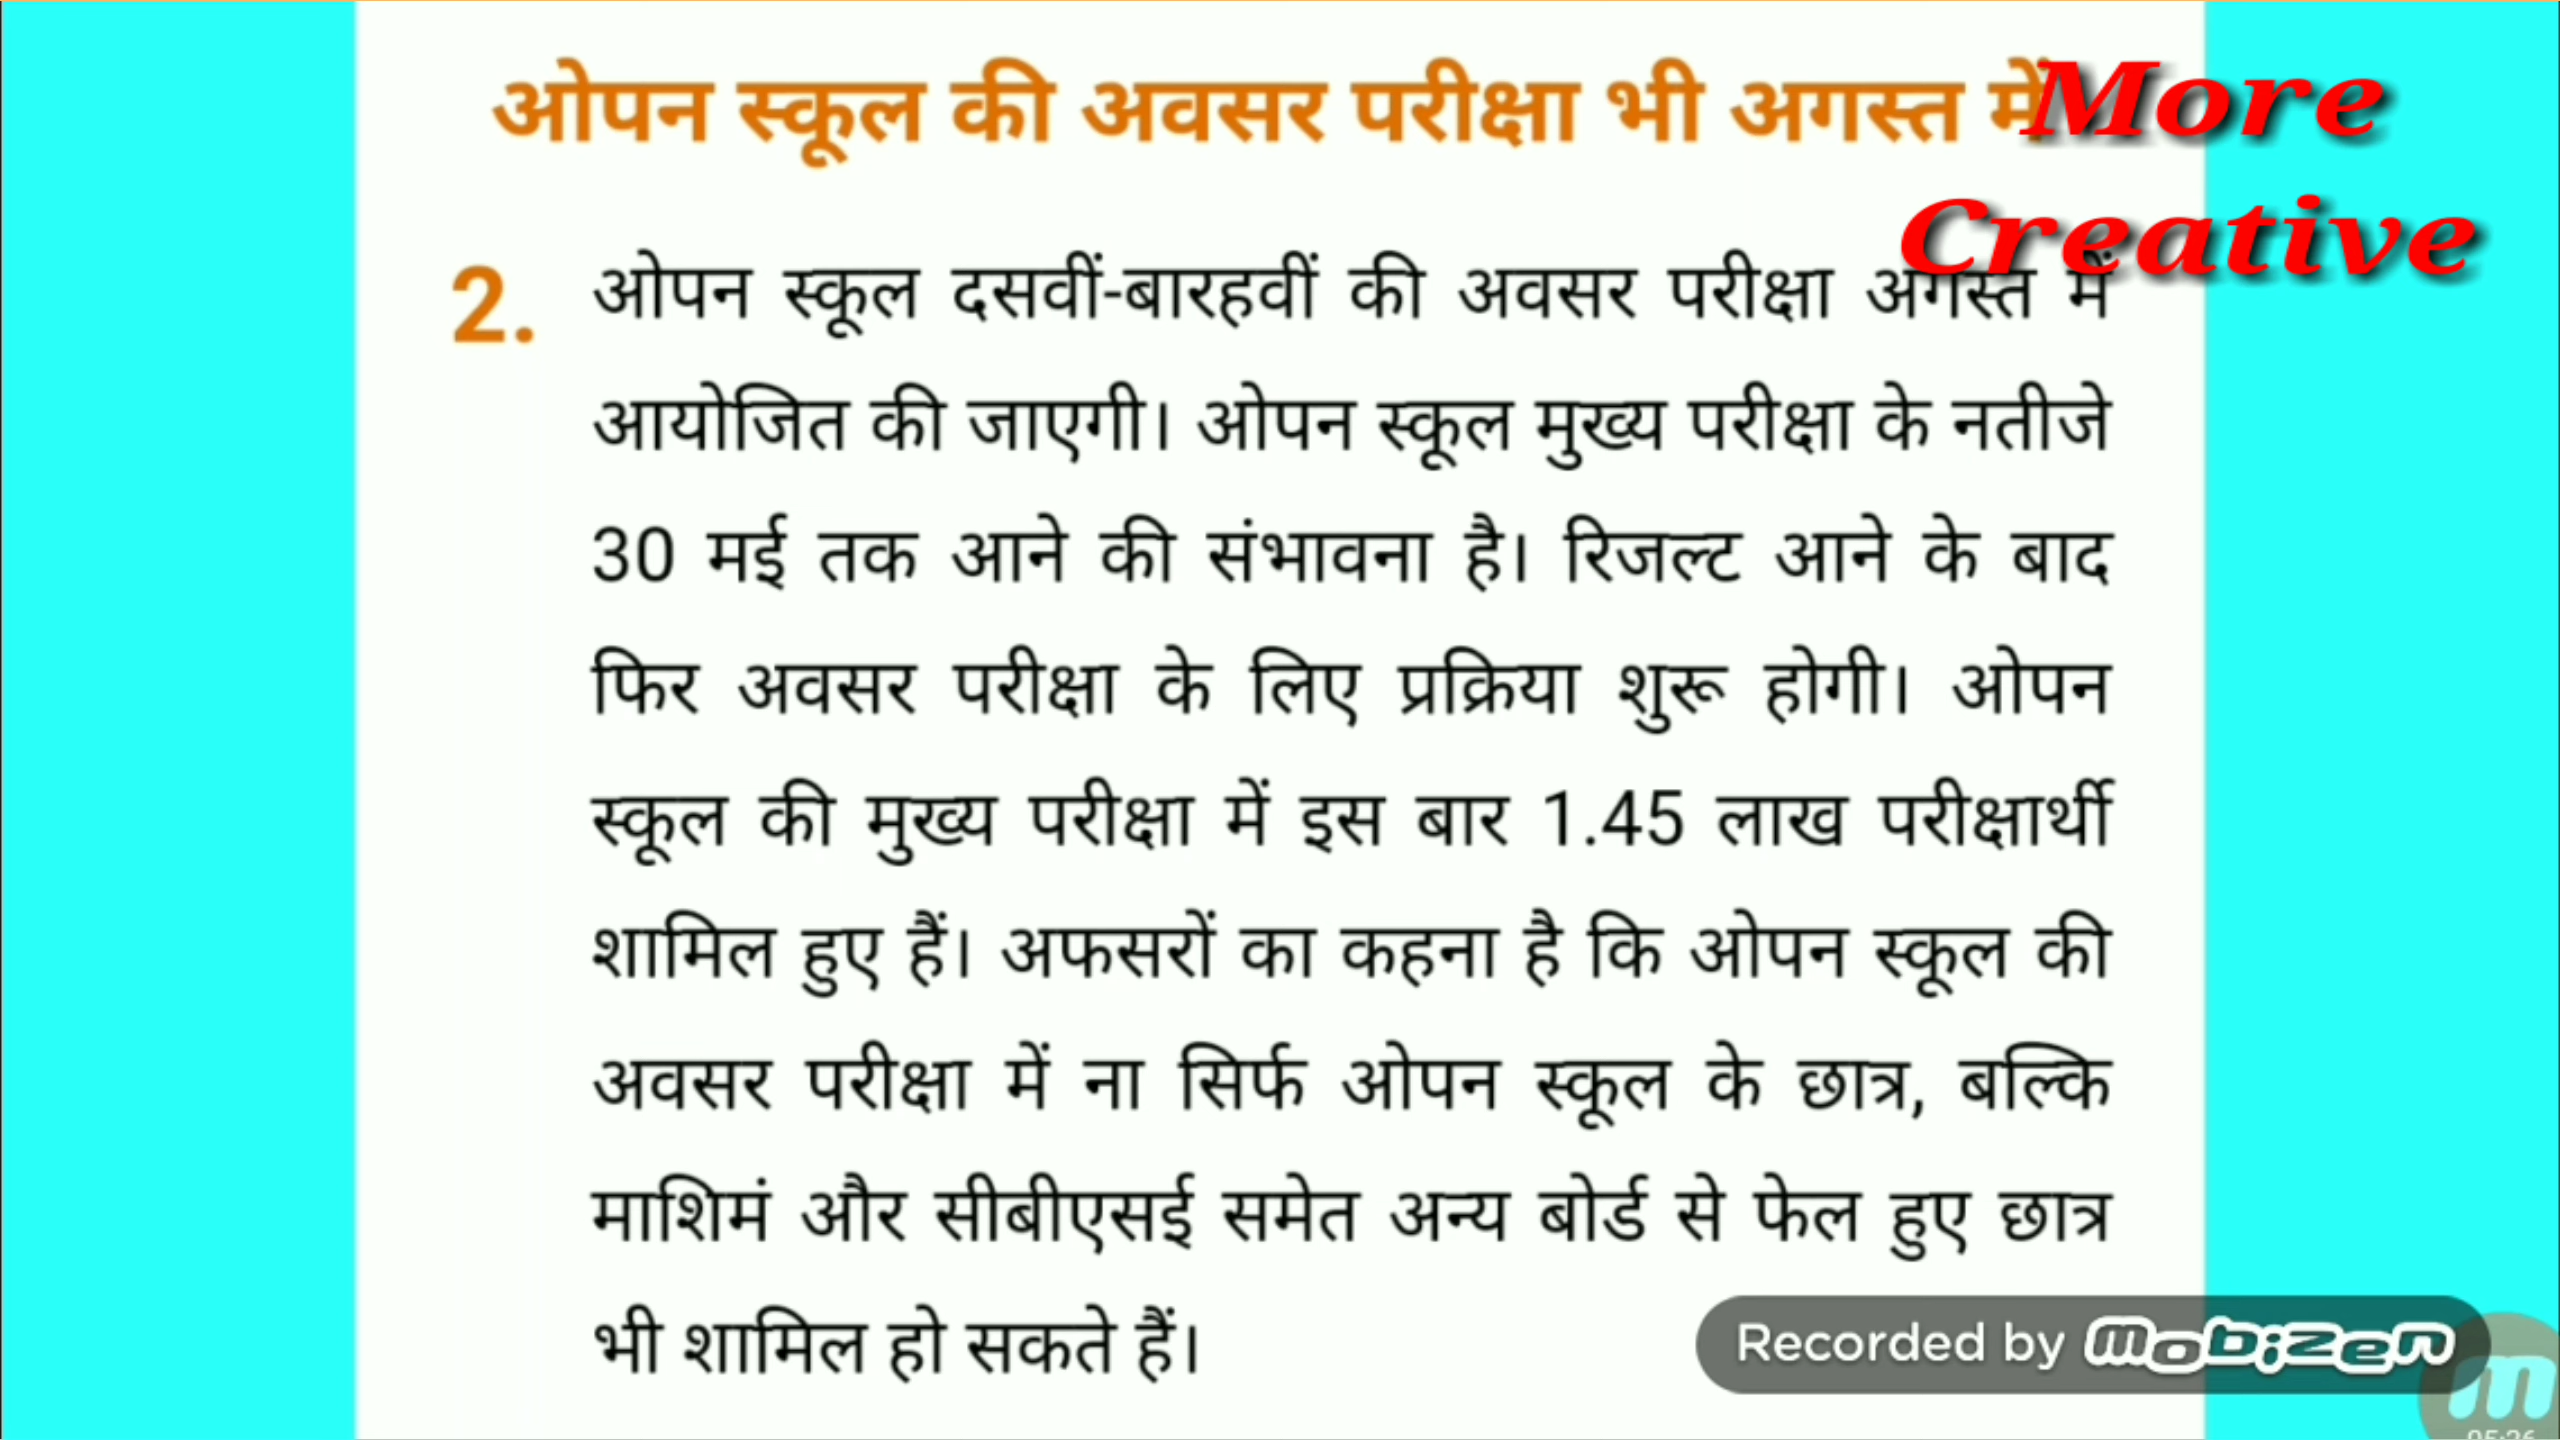 ओपन स्कूल की अवसर परीक्षा भी अगस्त में
More
Creative
2. ओपन स्कूल दसवीं-बारहवीं की अवसर परीक्षा अगस्त में
आयोजित की जाएगी। ओपन स्कूल मुख्य परीक्षा के नतीजे
30 मई तक आने की संभावना है। रिजल्ट आने के बाद
फिर अवसर परीक्षा के लिए प्रक्रिया शुरू होगी। ओपन
स्कूल की मुख्य परीक्षा में इस बार 1.45 लाख परीक्षार्थी
शामिल हुए हैं। अफसरों का कहना है कि ओपन स्कूल की
अवसर परीक्षा में ना सिर्फ ओपन स्कूल के छात्र, बल्कि
माशिमं और सीबीएसई समेत अन्य बोर्ड से फेल हुए छात्र
भी शामिल हो सकते हैं।
Recorded by mobizen
m